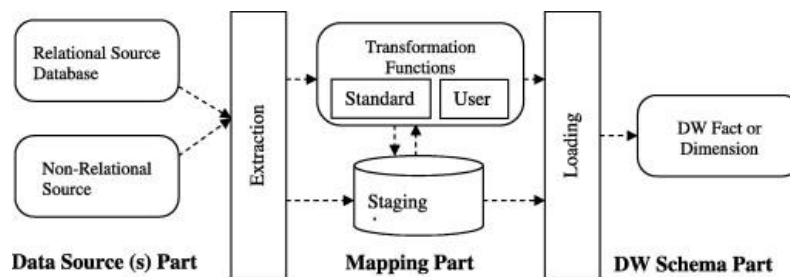 Relational Source
Database
Non-Relational
Source
Extraction
Transformation
Functions
Standard
User
Staging
Loading
DW Fact or
Dimension
Data Source (s) Part
Mapping Part
DW Schema Part